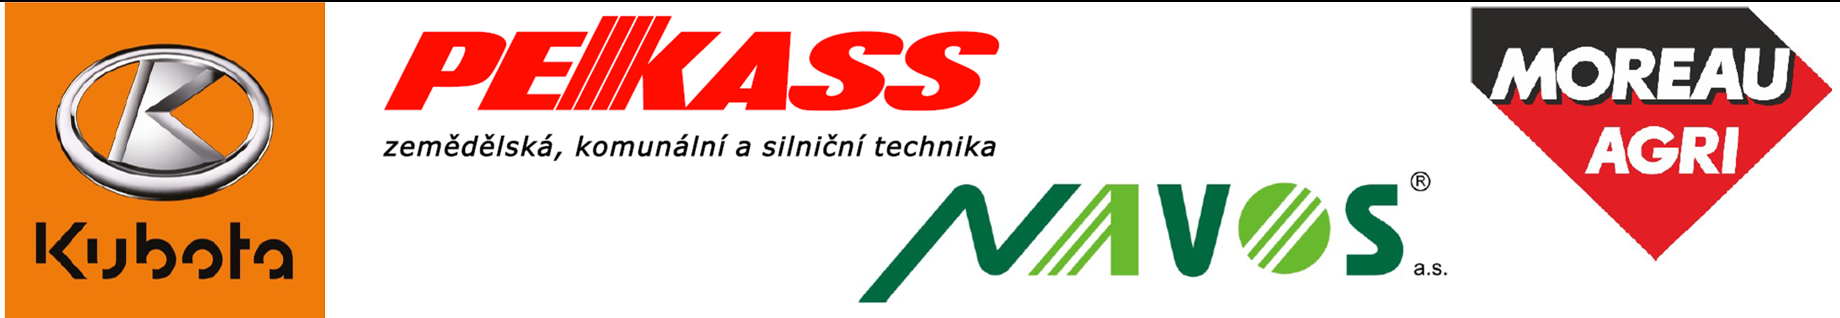 Kubota
PEKASS
zemědělská, komunální a silniční technika
NAVOS®
a.s.
MOREAU
AGRI